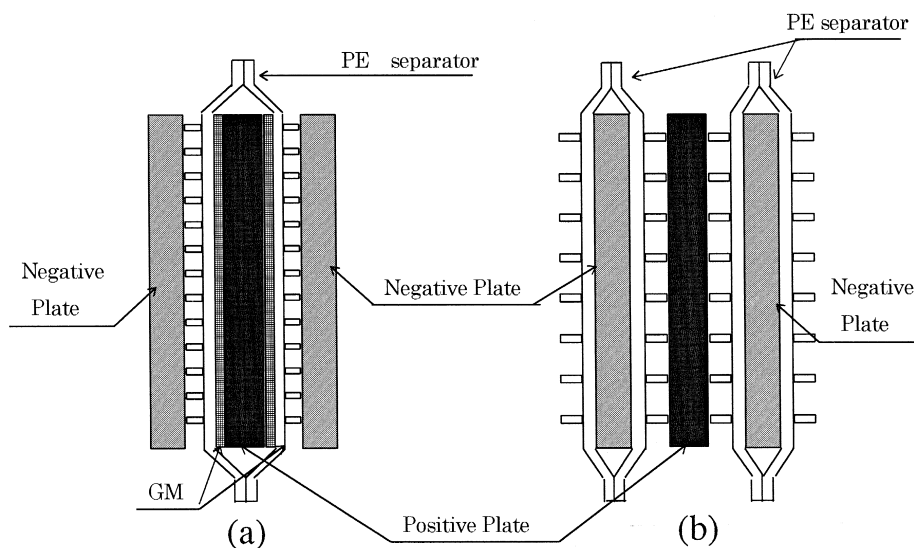 PE separator
PE separator
Negative
Plate
Negative Plate
Negative
Plate
GM
Positive Plate
(a)
(b)